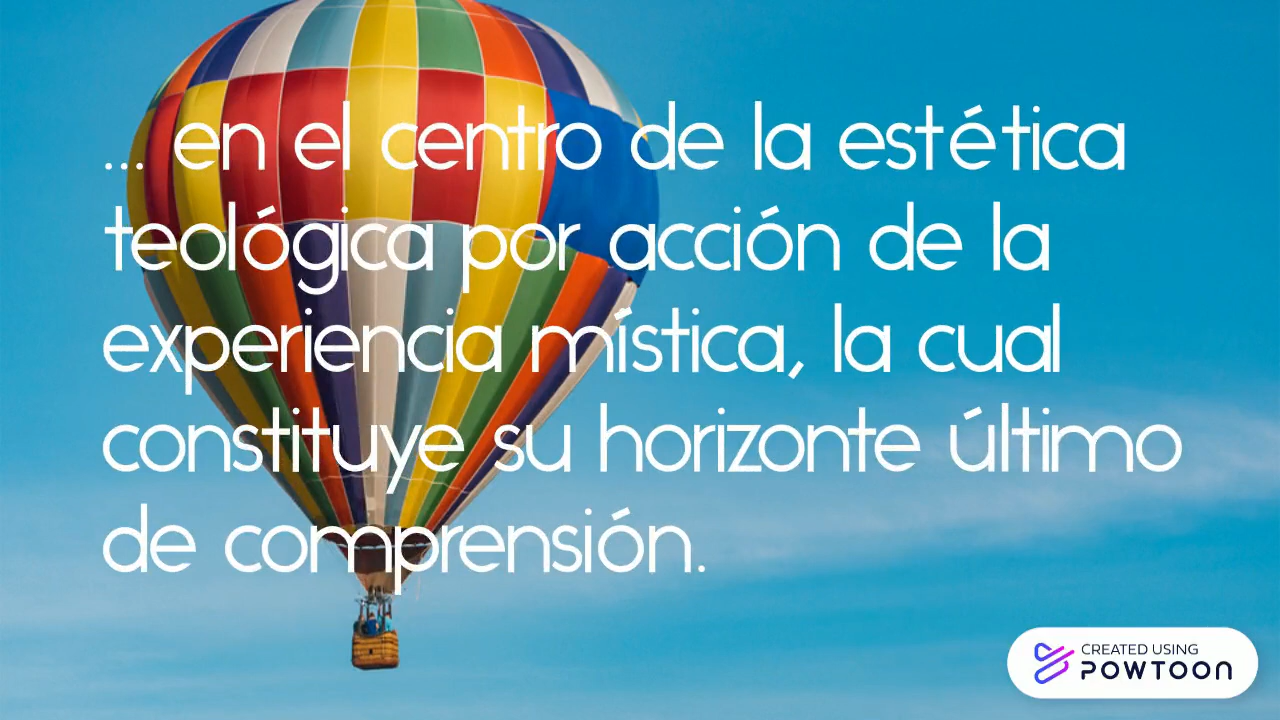 ... en el centro de la estética
teológica por acción de la
experiencia mística, la cual
constituye su horizonte último
de comprensión.
CREATED USING
POWTOON